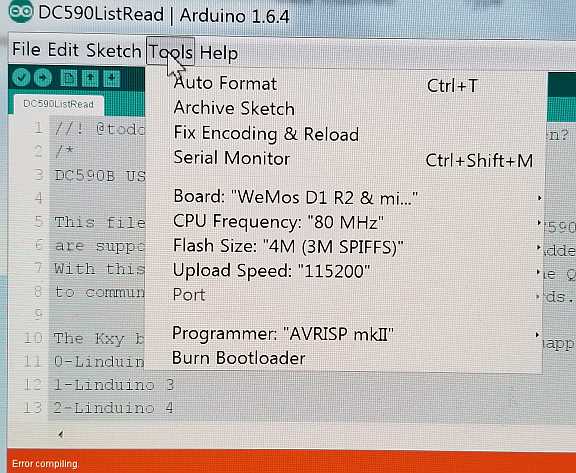 DC590ListRead | Arduino 1.6.4
File Edit Sketch Tools Help
DC590ListRead
Auto Format Ctrl+T
Archive Sketch
Fix Encoding & Reload
Serial Monitor Ctrl+Shift+M
Board: "WeMos D1 R2 & mi..."
CPU Frequency: "80 MHz"
Flash Size: "4M (3M SPIFFS)"
Upload Speed: "115200"
Port
Programmer: "AVRISP mkII"
Burn Bootloader
1 //! @todo en?
2 /*
3 DC590B US
4
5 This file 590
6 are suppo Adde
7 With this e Q
8 to commun ds.
9
10 The Kxy b app
11 0-Linduin
12 1-Linduino 3
13 2-Linduino 4
Error compiling.